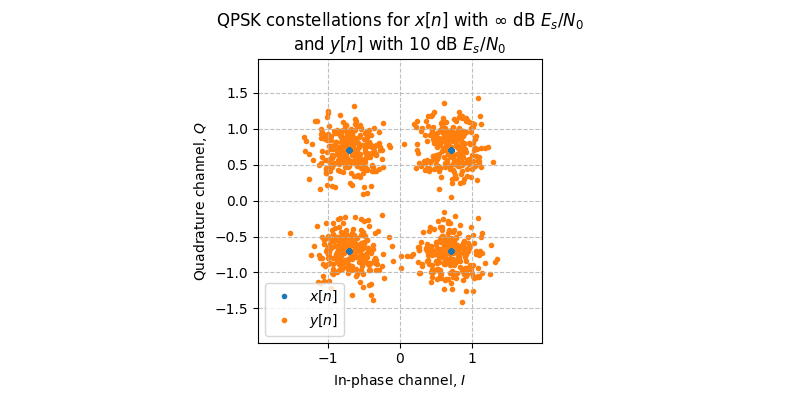 QPSK constellations for x[n] with ∞ dB Es/N0
and y[n] with 10 dB Es/N0
1.5
1.0
0.5
0.0
−0.5
−1.0
−1.5
Quadrature channel, Q
x[n]
y[n]
−1
0
1
In-phase channel, I